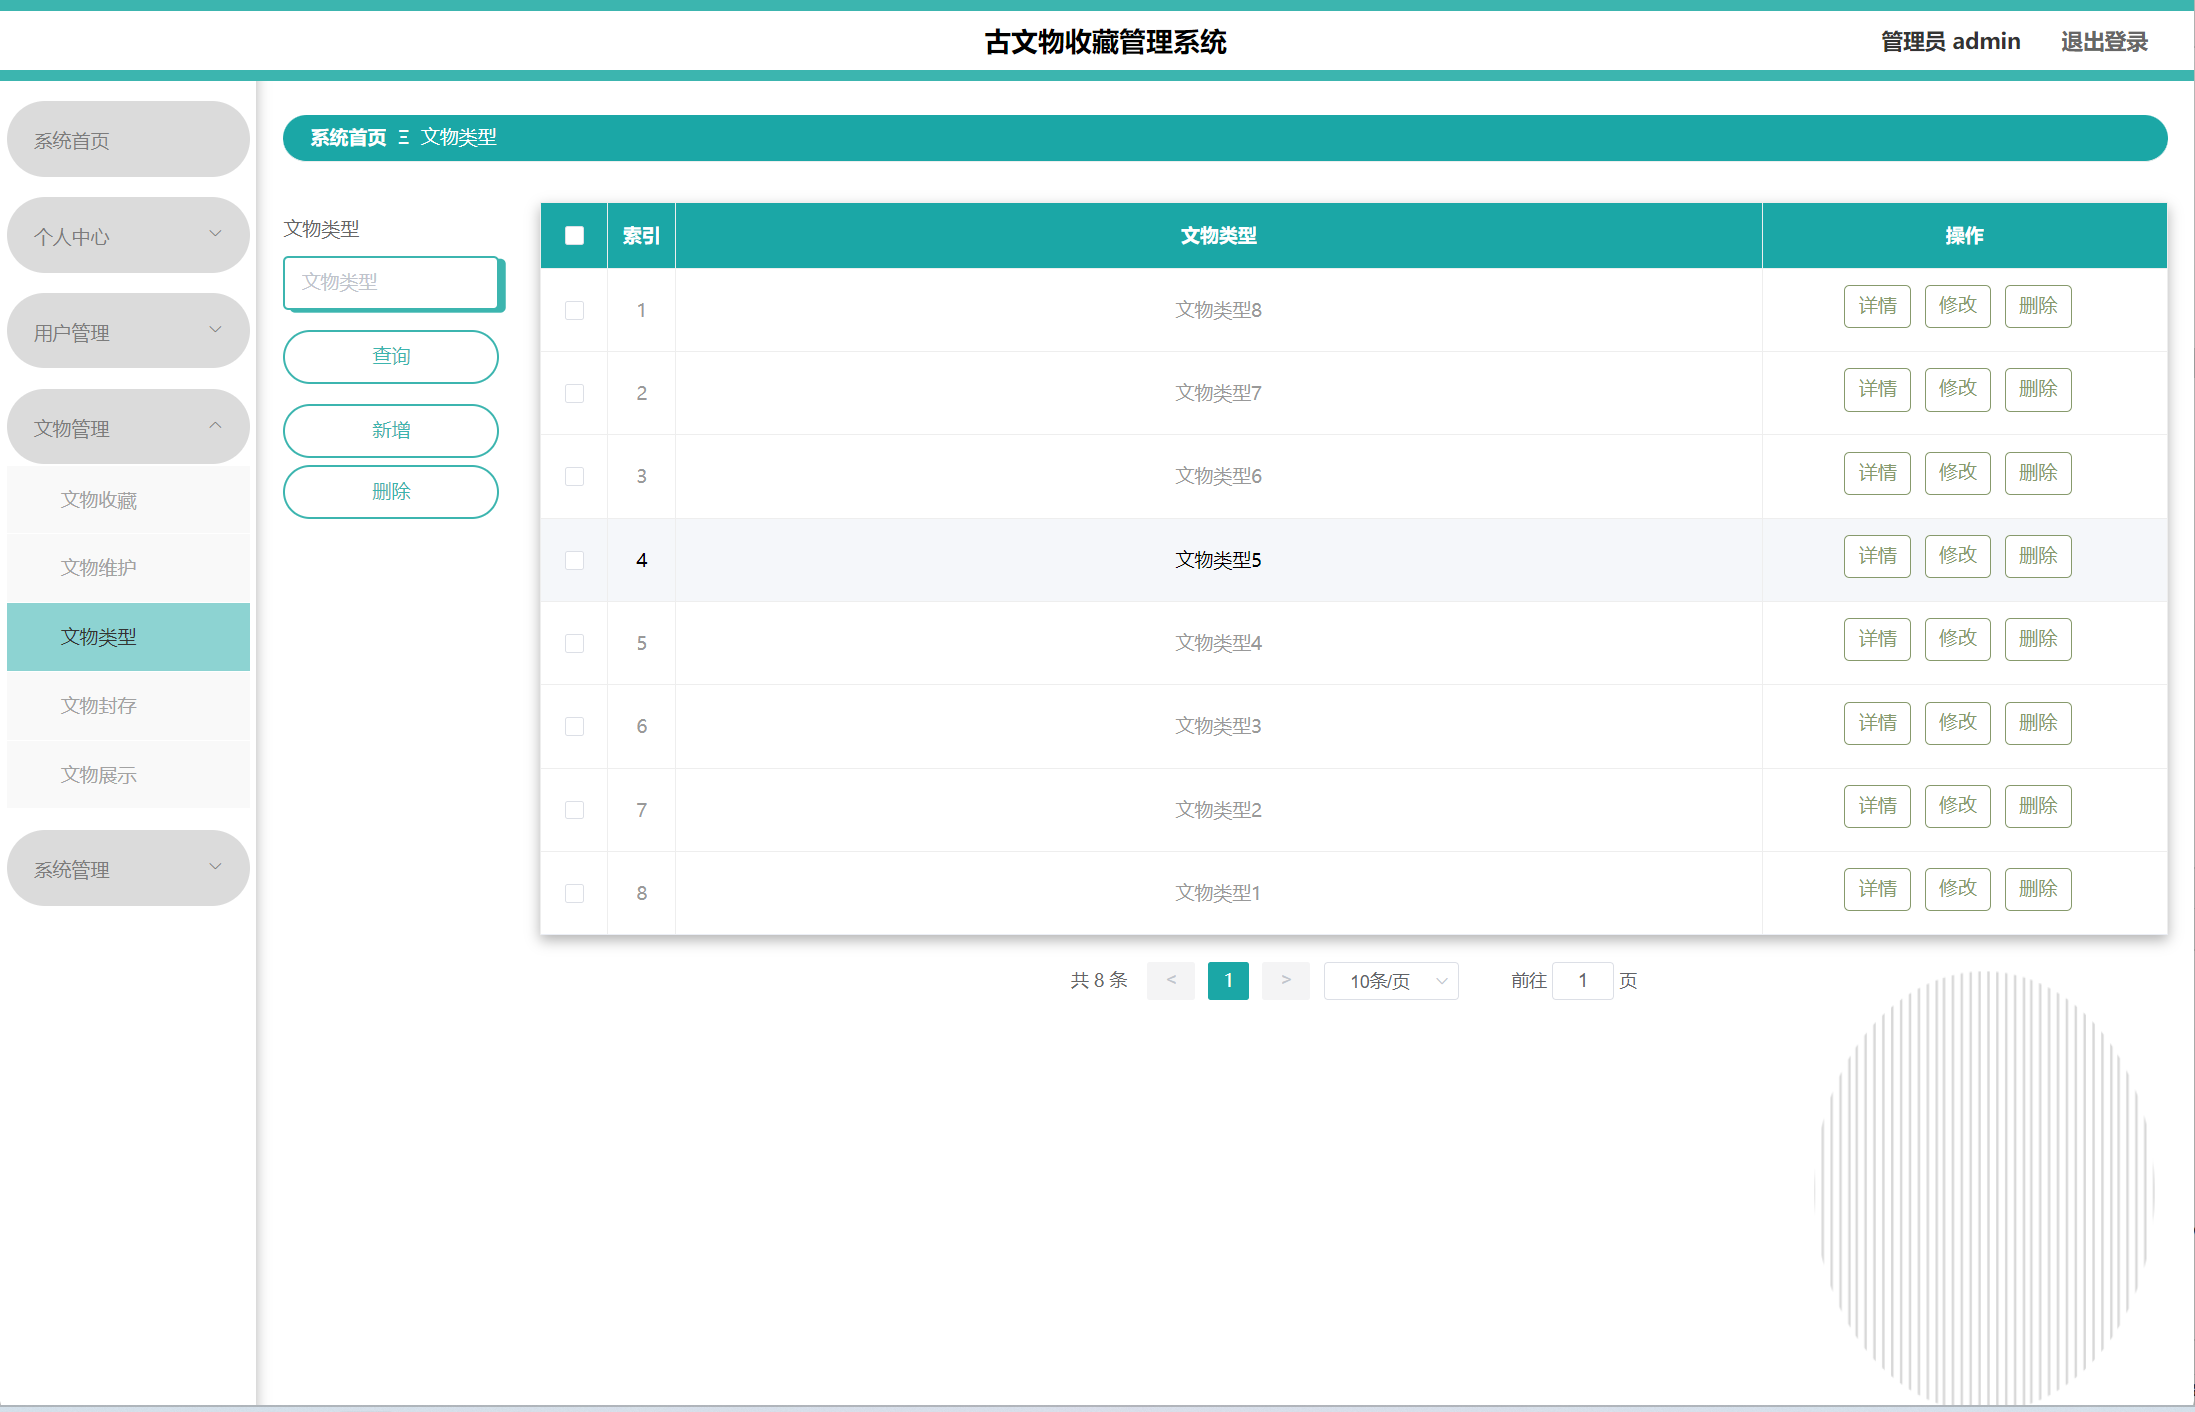 古文物收藏管理系统
管理员 admin 退出登录
系统首页
个人中心
用户管理
文物管理
文物收藏
文物维护
文物类型
文物封存
文物展示
系统管理
系统首页 Ξ 文物类型
文物类型
文物类型
查询
新增
删除
索引 文物类型 操作
1 文物类型8 详情 修改 删除
2 文物类型7 详情 修改 删除
3 文物类型6 详情 修改 删除
4 文物类型5 详情 修改 删除
5 文物类型4 详情 修改 删除
6 文物类型3 详情 修改 删除
7 文物类型2 详情 修改 删除
8 文物类型1 详情 修改 删除
共 8 条 < 1 > 10条/页 前往 1 页